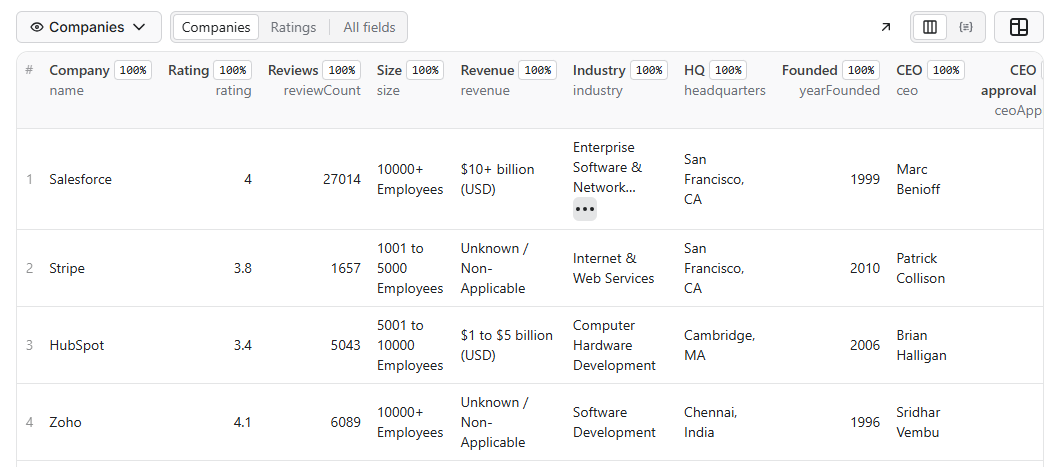 Companies
Companies Ratings All fields
# Company 100% Rating 100% Reviews 100% Size 100% Revenue 100% Industry 100% HQ 100% Founded 100% CEO 100% CEO
name rating reviewCount size revenue industry headquarters yearFounded ceo approval
ceoApp
1 Salesforce 4 27014 10000+ Employees $10+ billion (USD) Enterprise Software & Network... San Francisco, CA 1999 Marc Benioff
2 Stripe 3.8 1657 1001 to 5000 Employees Unknown / Non-Applicable Internet & Web Services San Francisco, CA 2010 Patrick Collison
3 HubSpot 3.4 5043 5001 to 10000 Employees $1 to $5 billion (USD) Computer Hardware Development Cambridge, MA 2006 Brian Halligan
4 Zoho 4.1 6089 10000+ Employees Unknown / Non-Applicable Software Development Chennai, India 1996 Sridhar Vembu